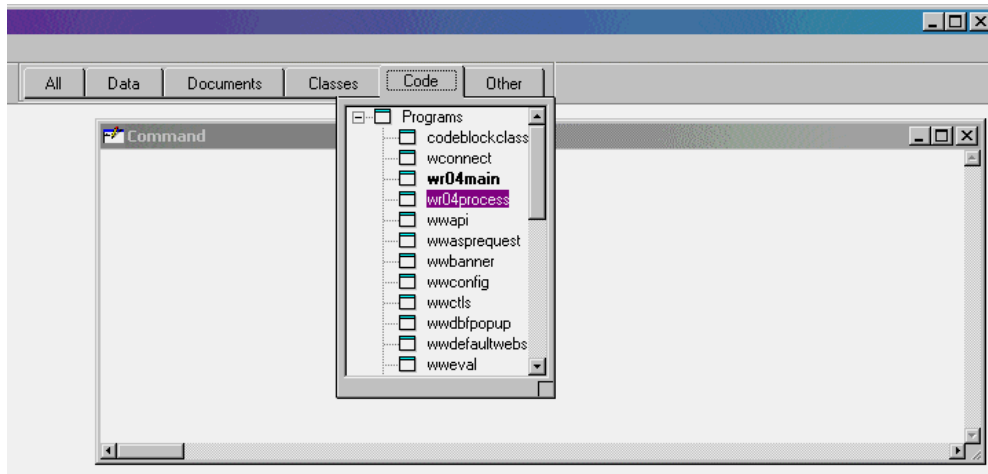 All Data Documents Classes Code Other
Command
Programs
codeblockclass
wconnect
wr04main
wr04process
wwapi
wwasprequest
wwbanner
wwconfig
wwctls
wwdbfpopup
wwdefaultwebs
wweval